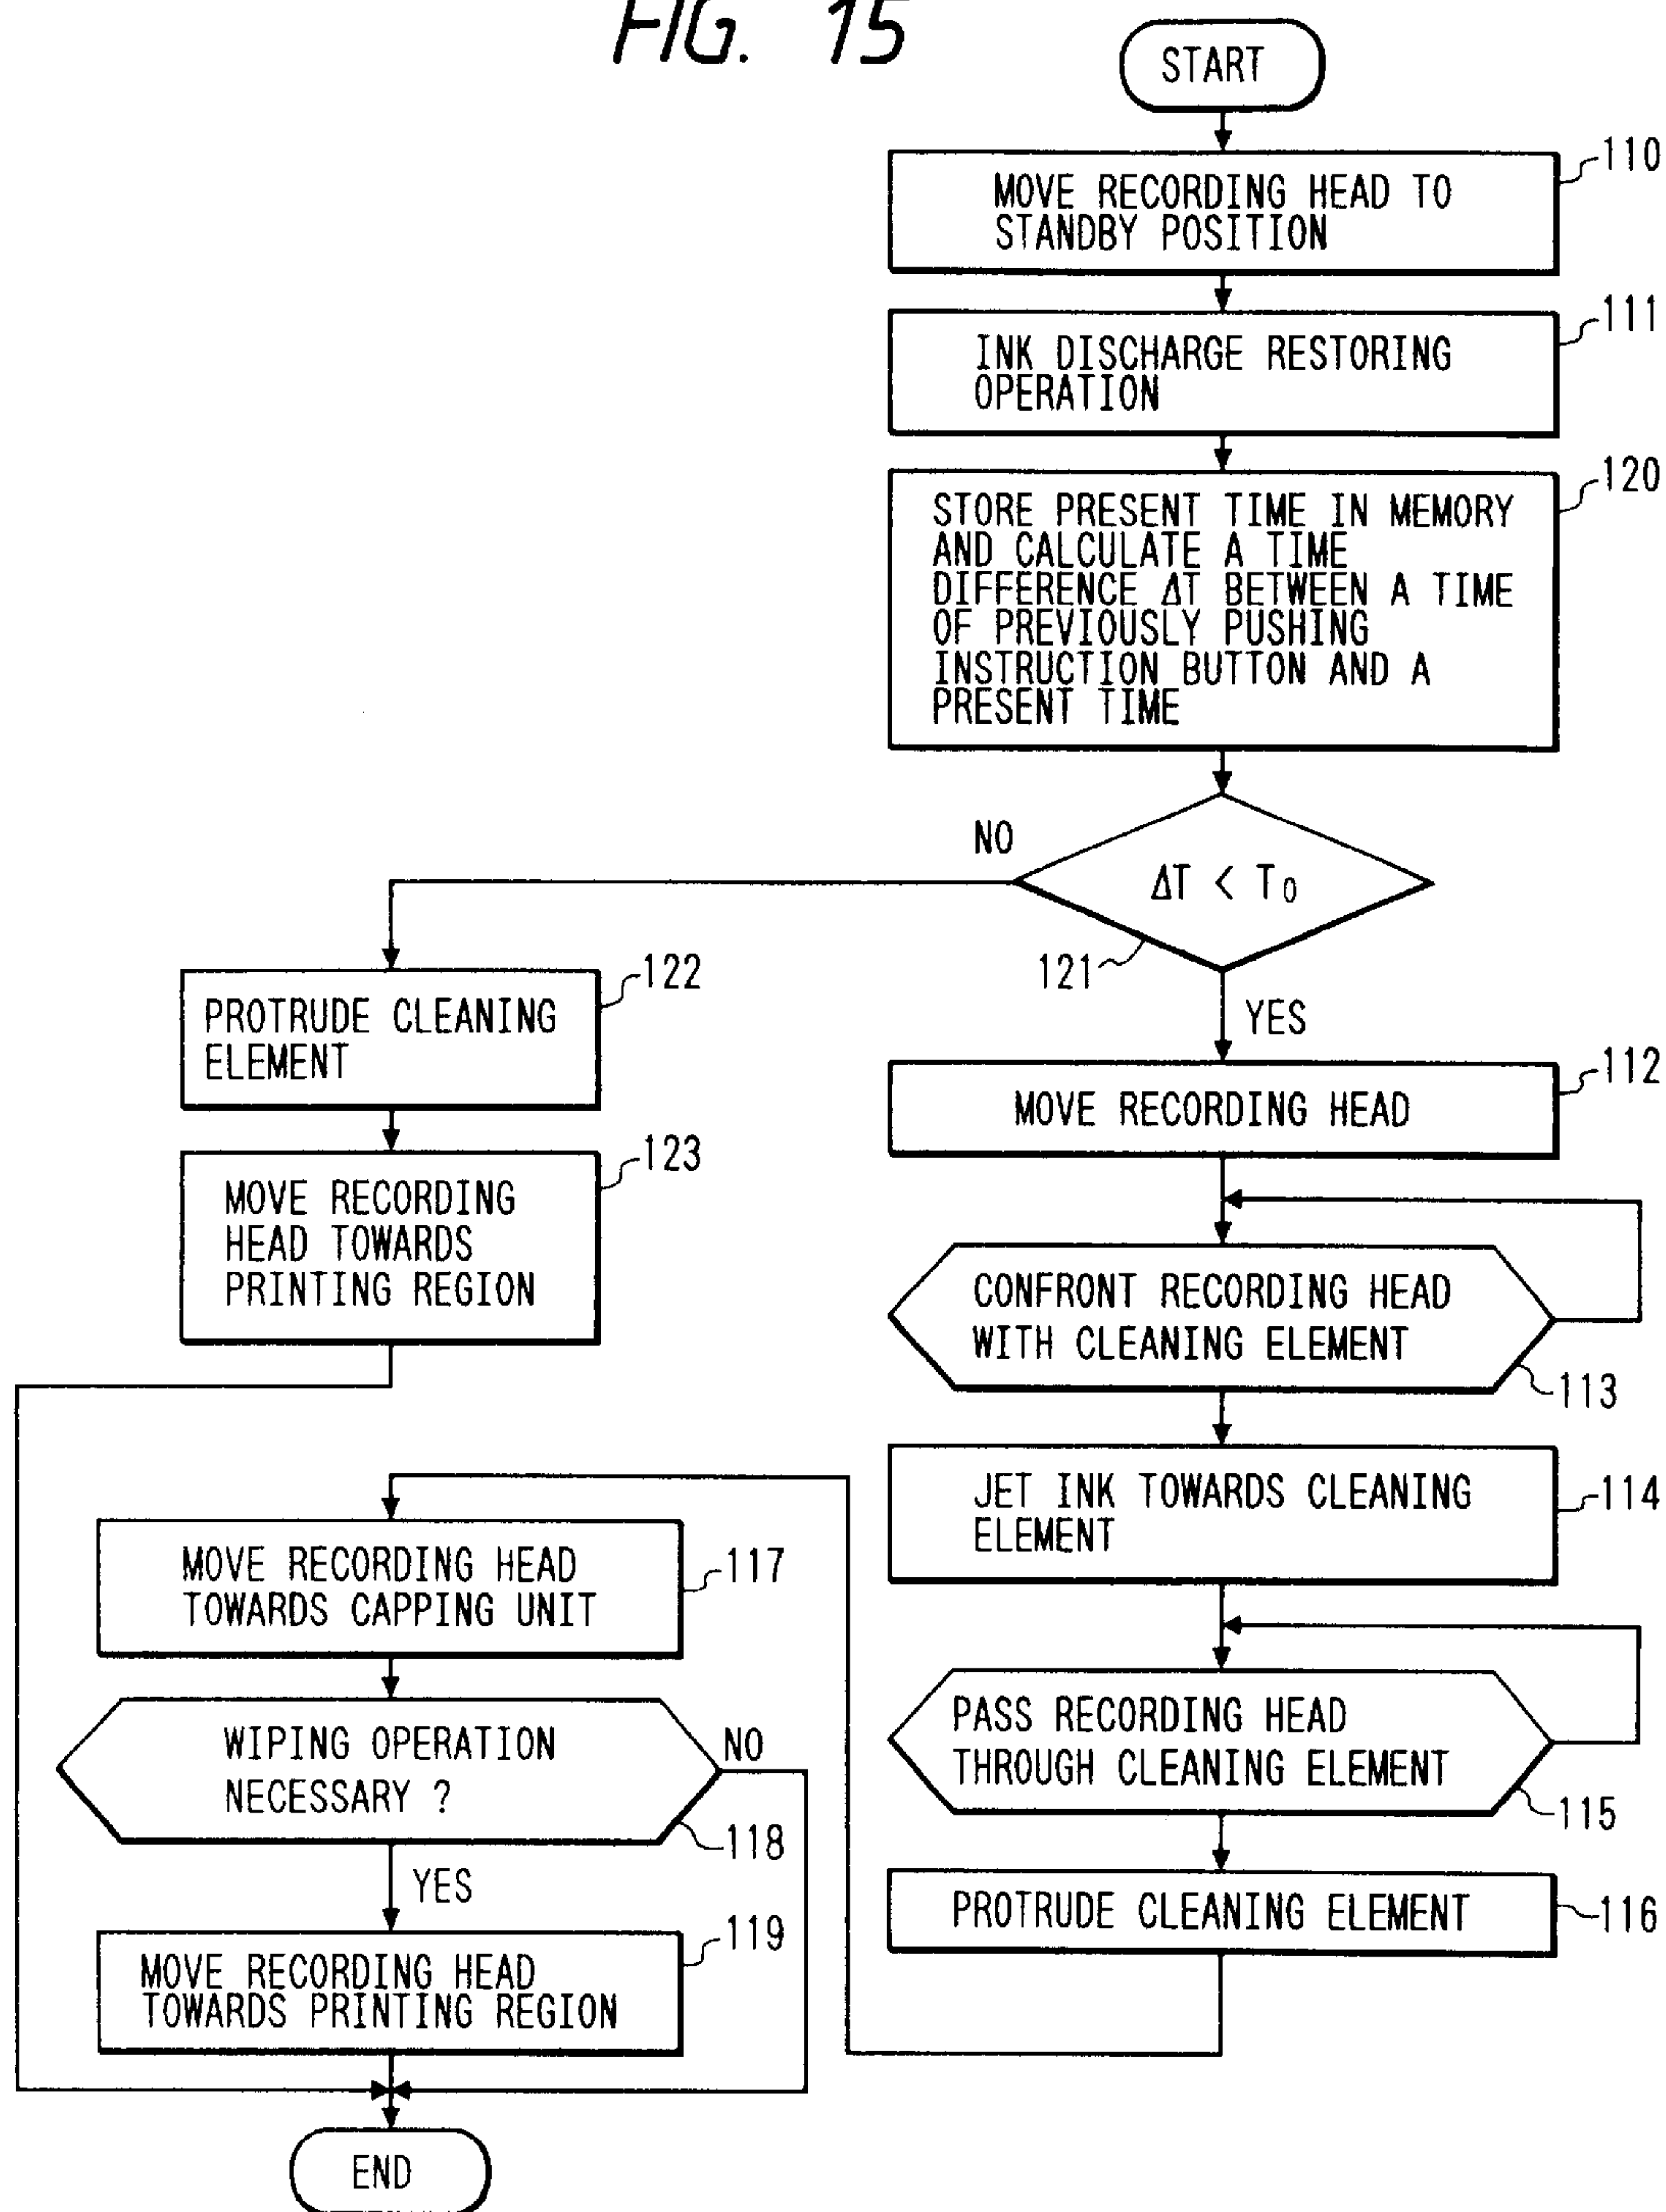 FIG. 15
START
110
MOVE RECORDING HEAD TO
STANDBY POSITION
111
INK DISCHARGE RESTORING
OPERATION
120
STORE PRESENT TIME IN MEMORY
AND CALCULATE A TIME
DIFFERENCE ΔT BETWEEN A TIME
OF PREVIOUSLY PUSHING
INSTRUCTION BUTTON AND A
PRESENT TIME
NO
ΔT < T₀
121
YES
122
PROTRUDE CLEANING
ELEMENT
123
MOVE RECORDING
HEAD TOWARDS
PRINTING REGION
112
MOVE RECORDING HEAD
CONFRONT RECORDING HEAD
WITH CLEANING ELEMENT
113
JET INK TOWARDS CLEANING
ELEMENT
114
PASS RECORDING HEAD
THROUGH CLEANING ELEMENT
115
PROTRUDE CLEANING ELEMENT
116
MOVE RECORDING HEAD
TOWARDS CAPPING UNIT
117
WIPING OPERATION
NECESSARY ?
NO
118
YES
119
MOVE RECORDING HEAD
TOWARDS PRINTING REGION
END